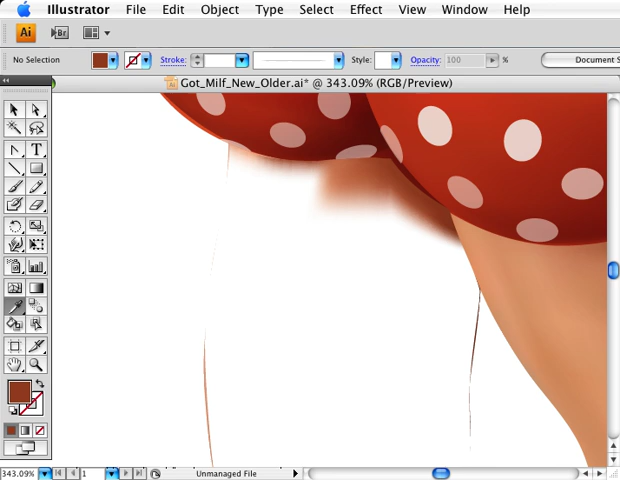 Illustrator File Edit Object Type Select Effect View Window Help
Ai Br
No Selection Stroke: Style: Opacity: 100 % Document S
Got_Milf_New_Older.ai* @ 343.09% (RGB/Preview)
T
343.09% 1 Unmanaged File